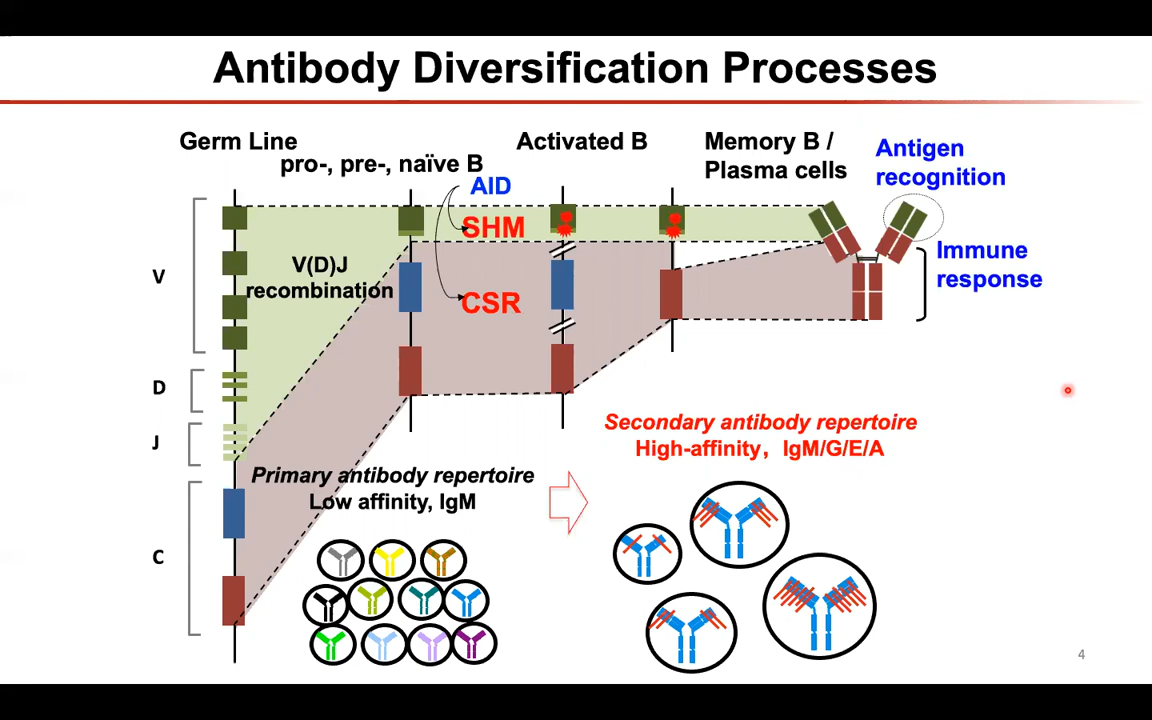 Antibody Diversification Processes
Germ Line
pro-, pre-, naïve B
Activated B
Memory B /
Plasma cells
Antigen
recognition
AID
SHM
V(D)J
recombination
CSR
Immune
response
V
D
J
C
Primary antibody repertoire
Low affinity, IgM
Secondary antibody repertoire
High-affinity, IgM/G/E/A
4